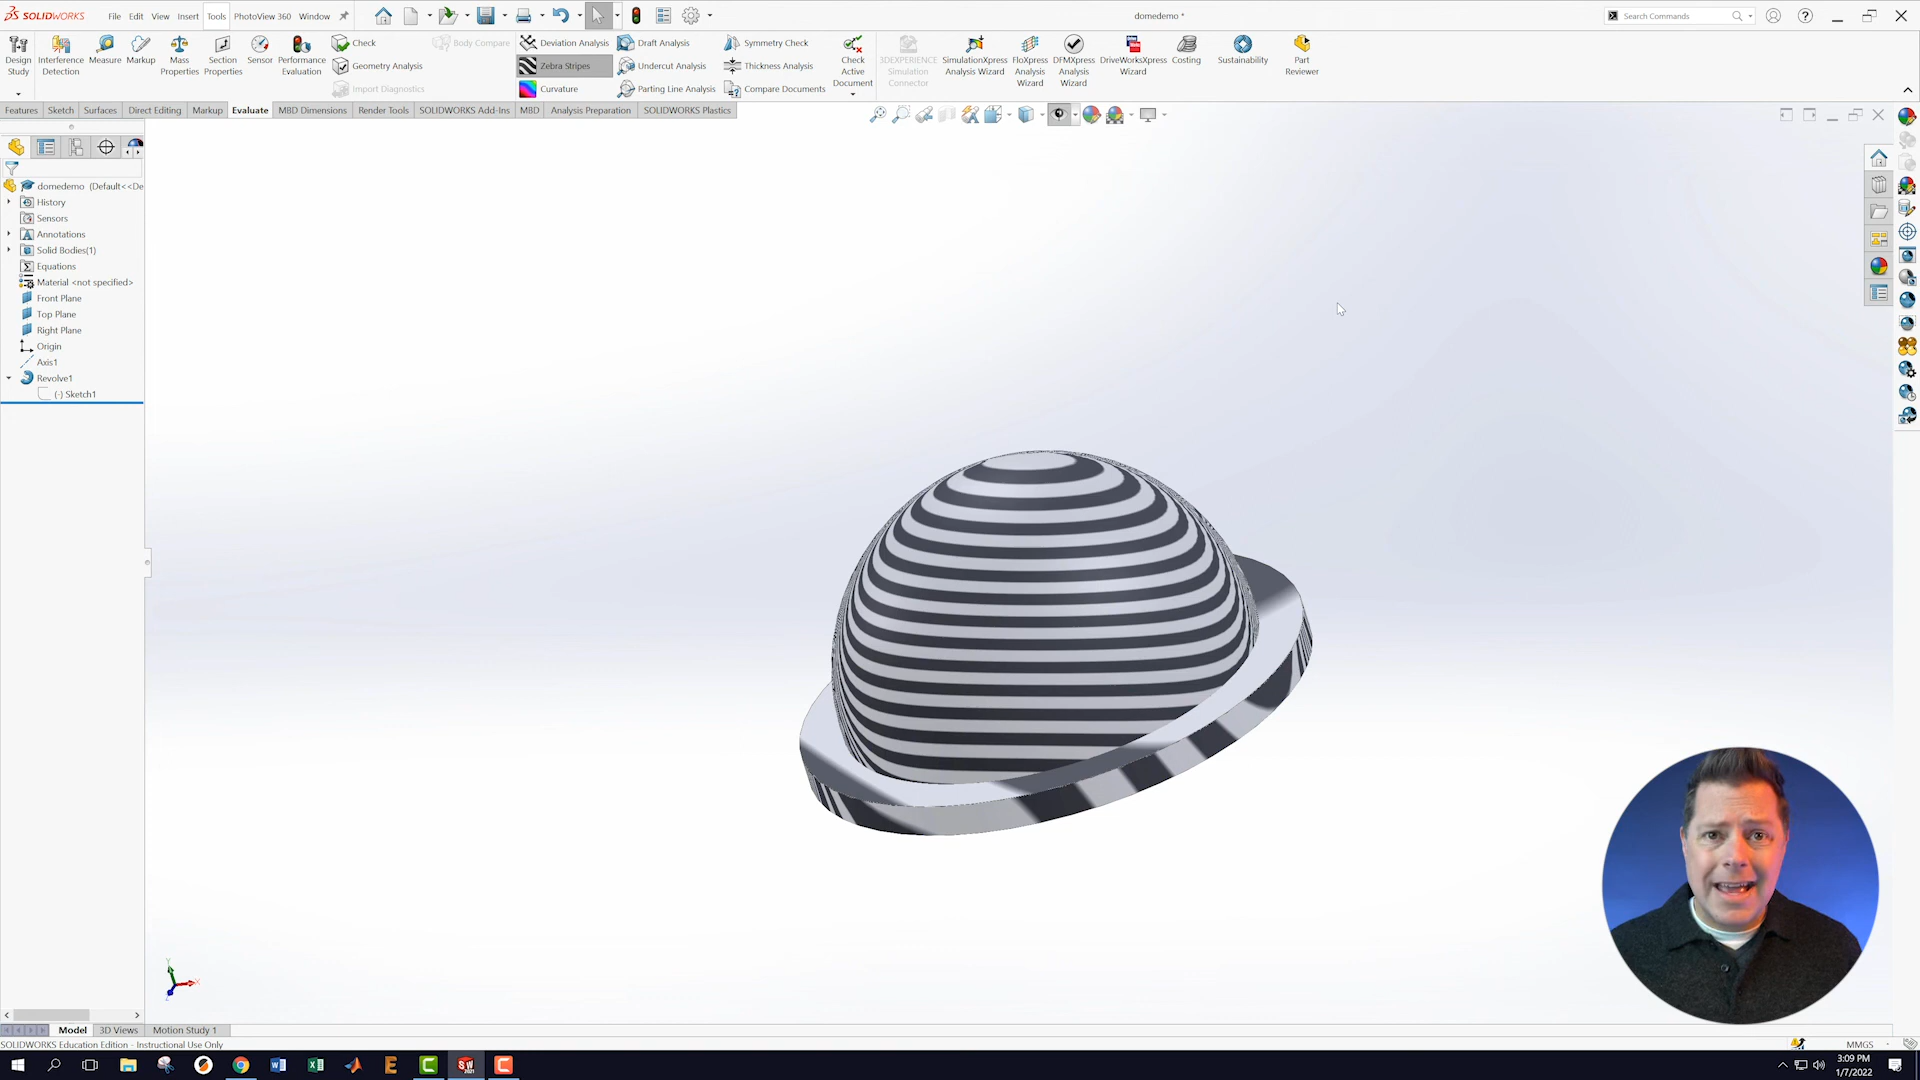 SOLIDWORKS
File Edit View Insert Tools PhotoView 360 Window
domedemo *
Search Commands
Design Study
Interference Detection
Measure
Markup
Mass Properties
Section Properties
Sensor
Performance Evaluation
Check
Geometry Analysis
Import Diagnostics
Body Compare
Deviation Analysis
Zebra Stripes
Curvature
Draft Analysis
Undercut Analysis
Parting Line Analysis
Symmetry Check
Thickness Analysis
Compare Documents
Check Active Document
3DEXPERIENCE Simulation Connector
SimulationXpress Analysis Wizard
FloXpress Analysis Wizard
DFMXpress Analysis Wizard
DriveWorksXpress Wizard
Costing
Sustainability
Part Reviewer
Features Sketch Surfaces Direct Editing Markup Evaluate MBD Dimensions Render Tools SOLIDWORKS Add-Ins MBD Analysis Preparation SOLIDWORKS Plastics
domedemo (Default<<De
History
Sensors
Annotations
Solid Bodies(1)
Equations
Material <not specified>
Front Plane
Top Plane
Right Plane
Origin
Axis1
Revolve1
(-) Sketch1
Model 3D Views Motion Study 1
SOLIDWORKS Education Edition - Instructional Use Only
MMGS
3:09 PM
1/7/2022